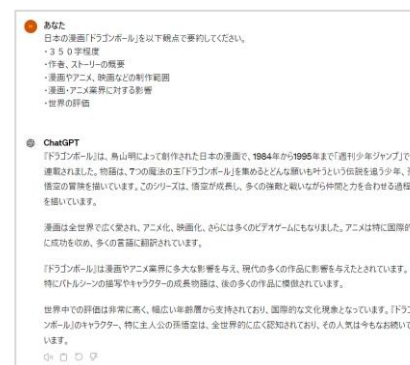 あなた
日本の漫画「ドラゴンボール」を以下観点で要約してください。
・３５０字程度
・作者、ストーリーの概要
・漫画やアニメ、映画などの制作範囲
・漫画・アニメ業界に対する影響
・世界の評価
ChatGPT
『ドラゴンボール』は、鳥山明によって創作された日本の漫画で、1984年から1995年まで「週刊少年ジャンプ」で
連載されました。物語は、7つの魔法の玉「ドラゴンボール」を集めるとどんな願いも叶うという伝説を追う少年、孫
悟空の冒険を描いています。このシリーズは、悟空が成長し、多くの強敵と戦いながら仲間と力を合わせる過程
を描いています。
漫画は全世界で広く愛され、アニメ化、映画化、さらには多くのビデオゲームにもなりました。アニメは特に国際的
に成功を収め、多くの言語に翻訳されています。
『ドラゴンボール』は漫画やアニメ業界に多大な影響を与え、現代の多くの作品に影響を与えたとされています。
特にバトルシーンの描写やキャラクターの成長物語は、後の多くの作品に模倣されています。
世界中での評価は非常に高く、幅広い年齢層から支持されており、国際的な文化現象となっています。『ドラゴ
ンボール』のキャラクター、特に主人公の孫悟空は、全世界的に広く認知されており、その人気は今もなお続いて
います。